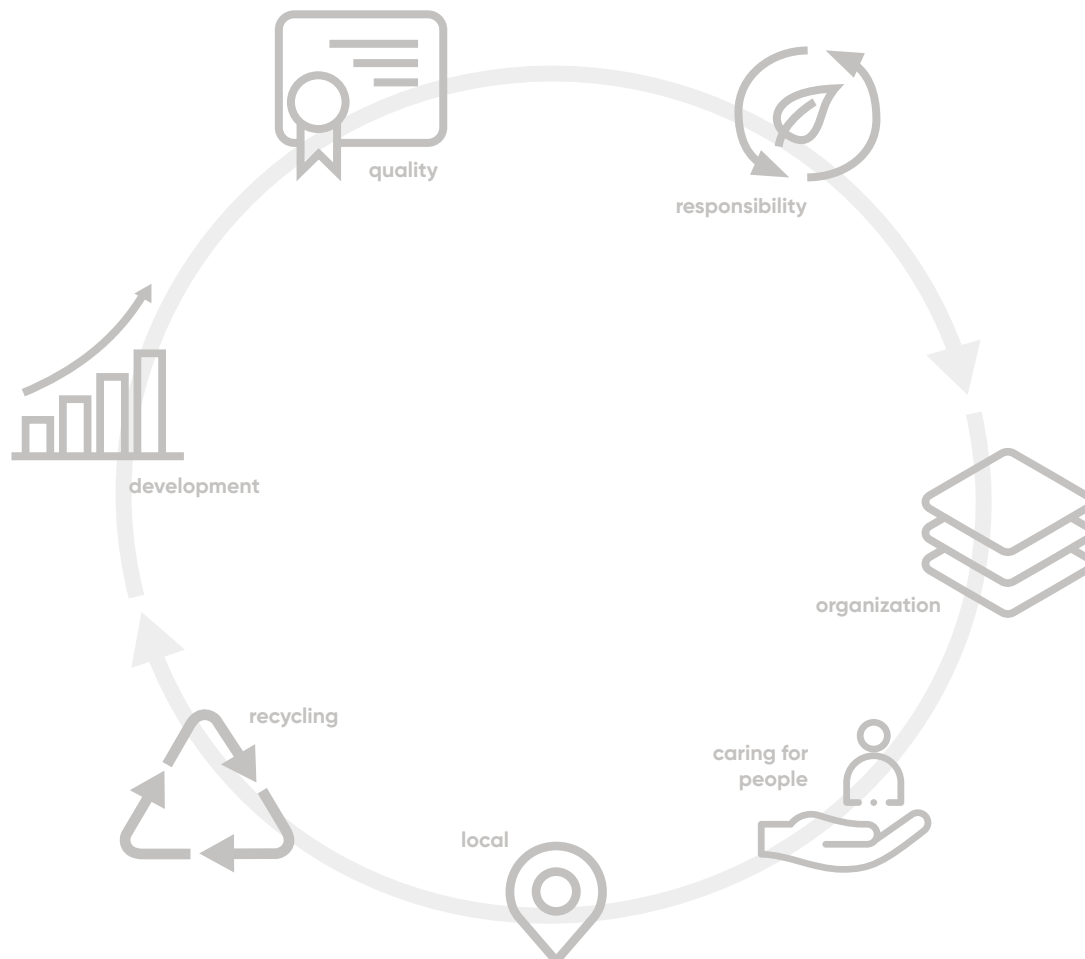 quality
responsibility
development
organization
recycling
caring for
people
local